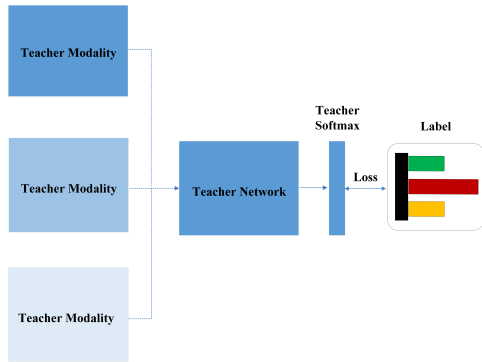 Teacher Modality
Teacher Modality
Teacher Modality
Teacher Network
Teacher
Softmax
Loss
Label